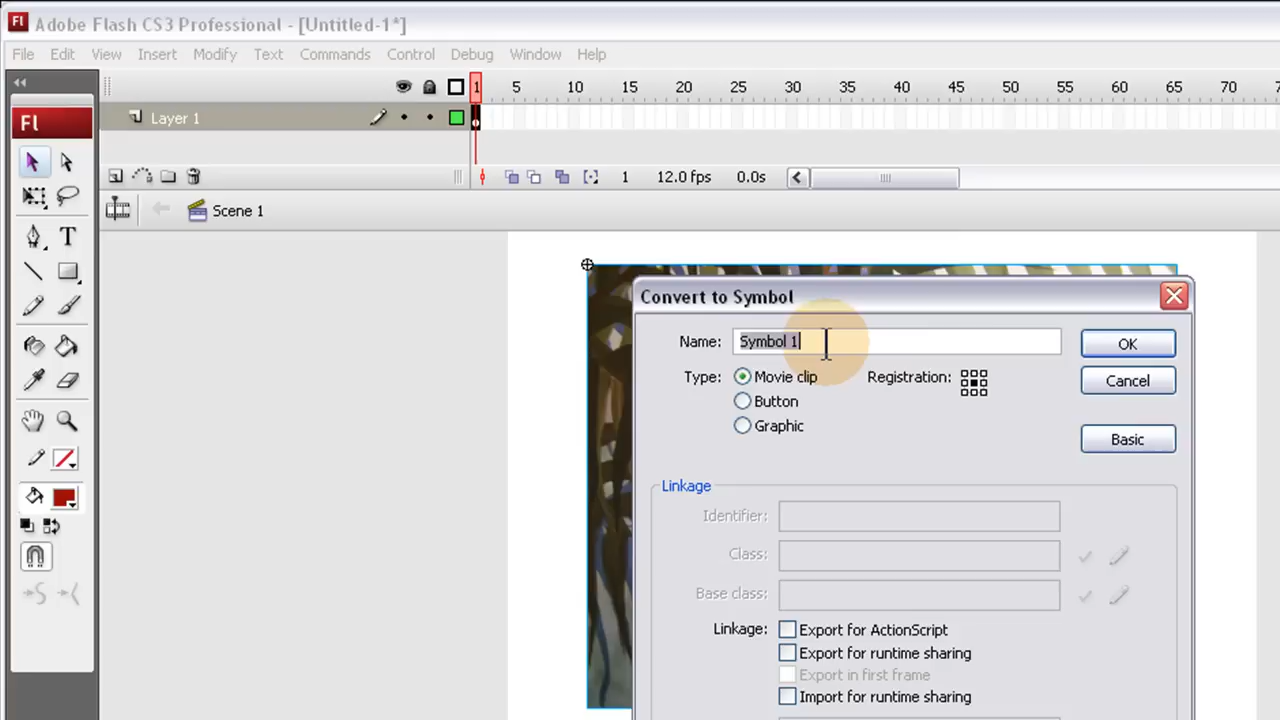 Fl Adobe Flash CS3 Professional - [Untitled-1*]
File Edit View Insert Modify Text Commands Control Debug Window Help
1 5 10 15 20 25 30 35 40 45 50 55 60 65 70
Fl
Layer 1
1 12.0 fps 0.0s
Scene 1
T
Convert to Symbol
Name: Symbol 1 OK
Type: Movie clip Registration: Cancel
Button
Graphic
Basic
Linkage
Identifier:
Class:
Base class:
Linkage: Export for ActionScript
Export for runtime sharing
Export in first frame
Import for runtime sharing